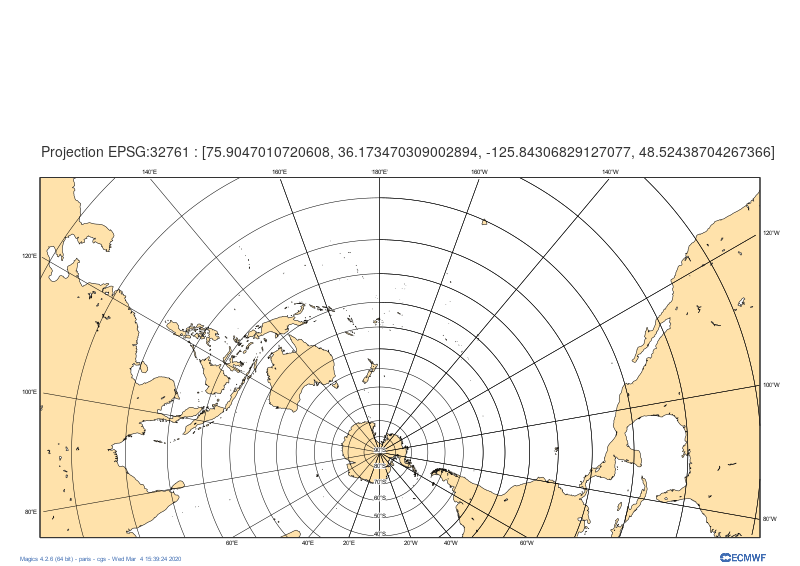 Projection EPSG:32761 : [75.9047010720608, 36.173470309002894, -125.84306829127077, 48.52438704267366]
140°E 160°E 180°E 160°W 140°W
120°E 120°W
100°E 100°W
80°E 80°W
80°S
70°S
60°S
50°S
40°S
60°E 40°E 20°E 20°W 40°W 60°W
Magics 4.2.6 (64 bit) - paris - cgs - Wed Mar 4 15:39:24 2020
ECMWF